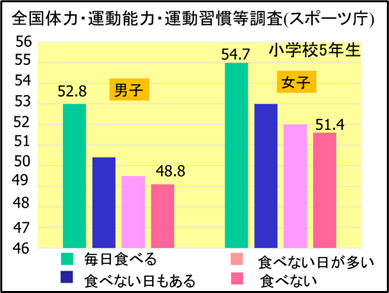 全国体力・運動能力・運動習慣等調査(スポーツ庁)
小学校5年生
56
55
54
53
52
51
50
49
48
47
46
男子
女子
52.8
48.8
54.7
51.4
毎日食べる
食べない日が多い
食べない日もある
食べない